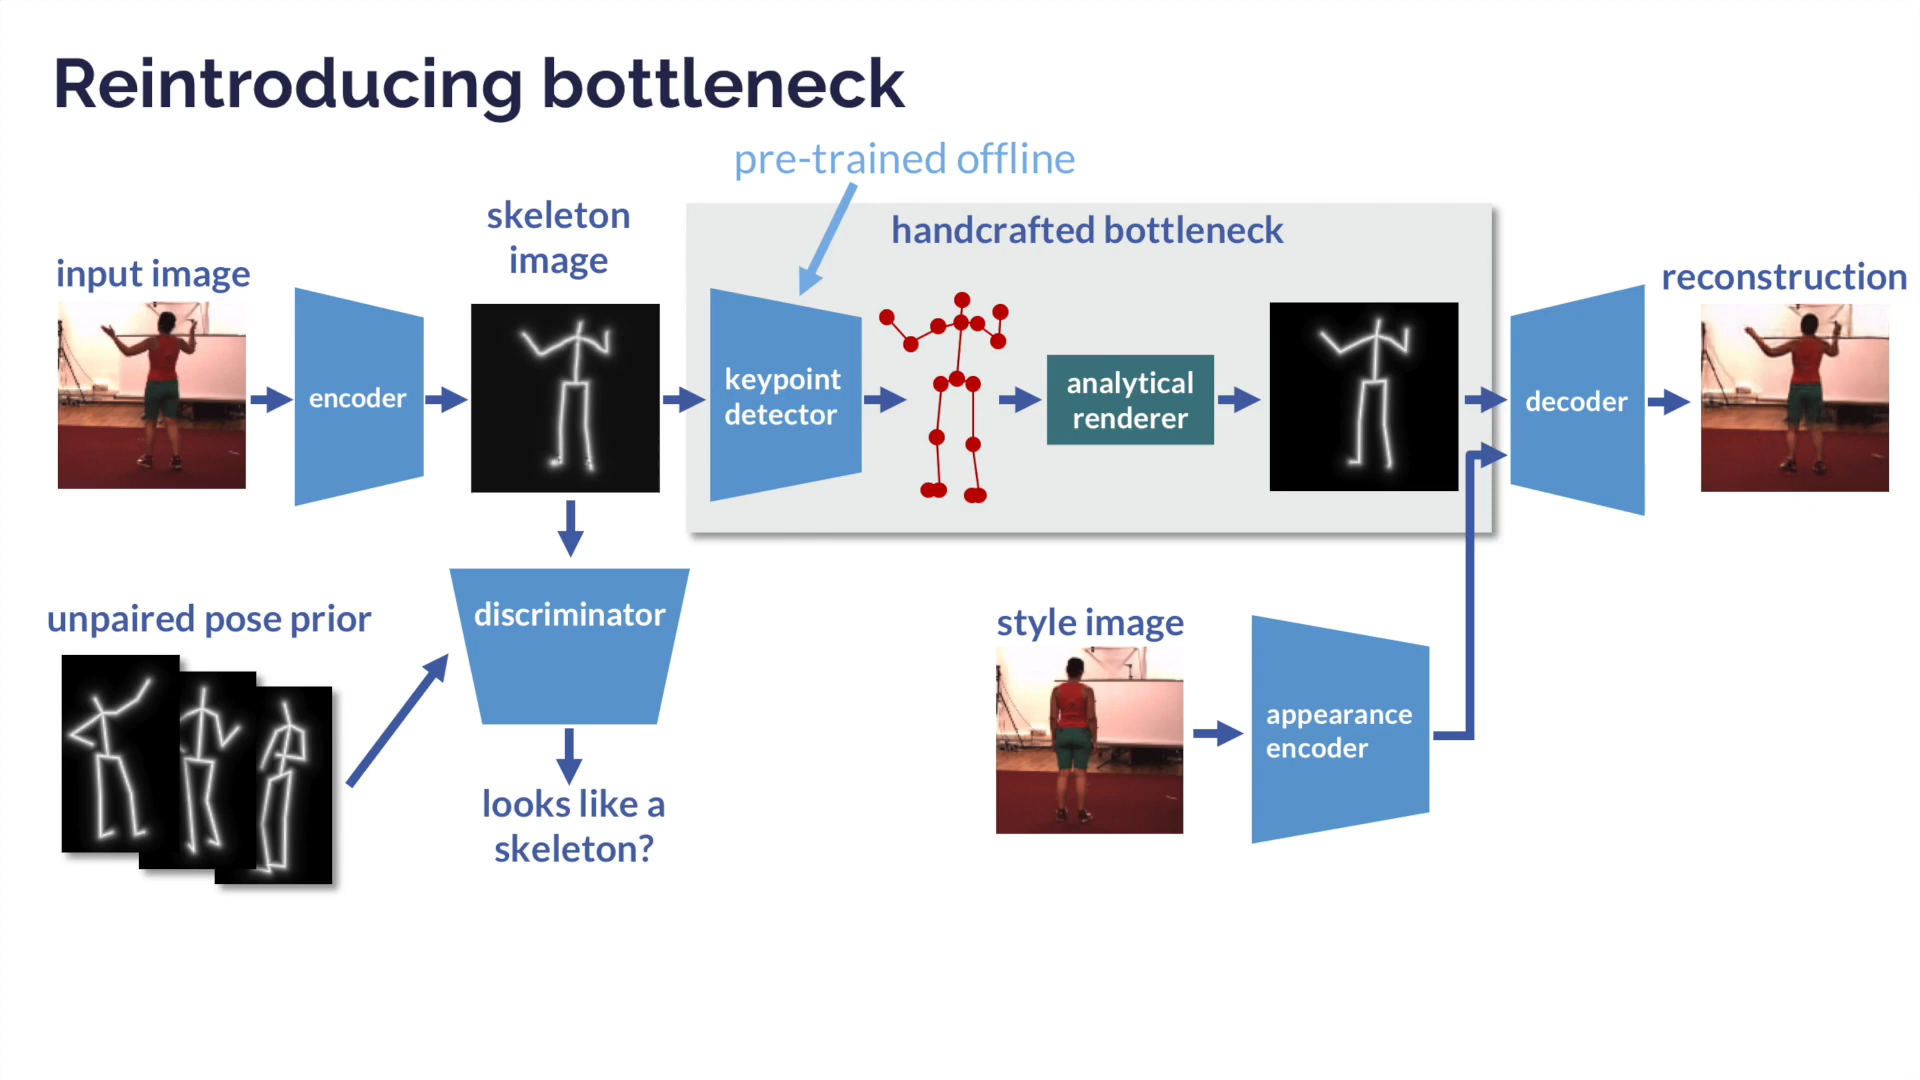 Reintroducing bottleneck
pre-trained offline
skeleton
image
handcrafted bottleneck
input image
reconstruction
encoder
keypoint
detector
analytical
renderer
decoder
unpaired pose prior
discriminator
style image
appearance
encoder
looks like a
skeleton?